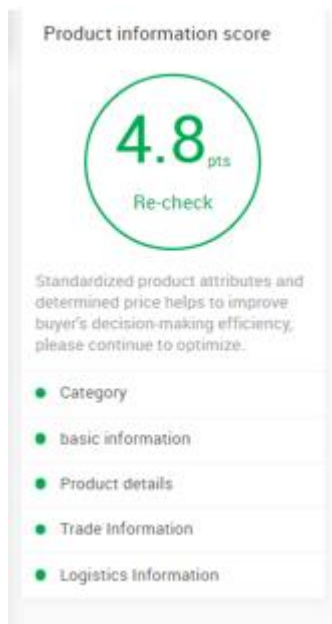 Product information score
4.8 pts
Re-check
Standardized product attributes and
determined price helps to improve
buyer's decision-making efficiency,
please continue to optimize.
Category
basic information
Product details
Trade Information
Logistics Information